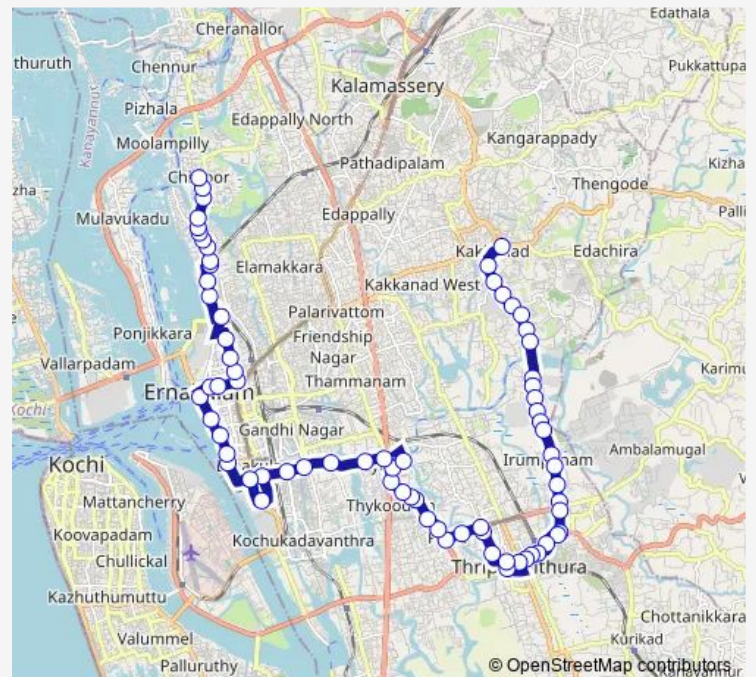 Cheranallor
Edathala
thuruth
Chennur
Pukkattupa
Kalamassery
Pizhala
Edappally North
Kanayannur
Kangarappady
Moolampilly
Pathadipalam
Kizha
zha
Thengode
Mulavukadu
Edappally
Palli
Edachira
Elamakkara
Kakkanad West
Palarivattom
Ponjikkara
Friendship
Nagar
Vallarpadam
Thammanam
Karimu
Kochi
Gandhi Nagar
Ambalamugal
Kochi
Mattancherry
Koovapadam
Kochukadavanthra
Chullickal
Kazhuthumuttu
Chottanikkara
Valummel
Kurikad
Palluruthy
© OpenStreetMap contributors